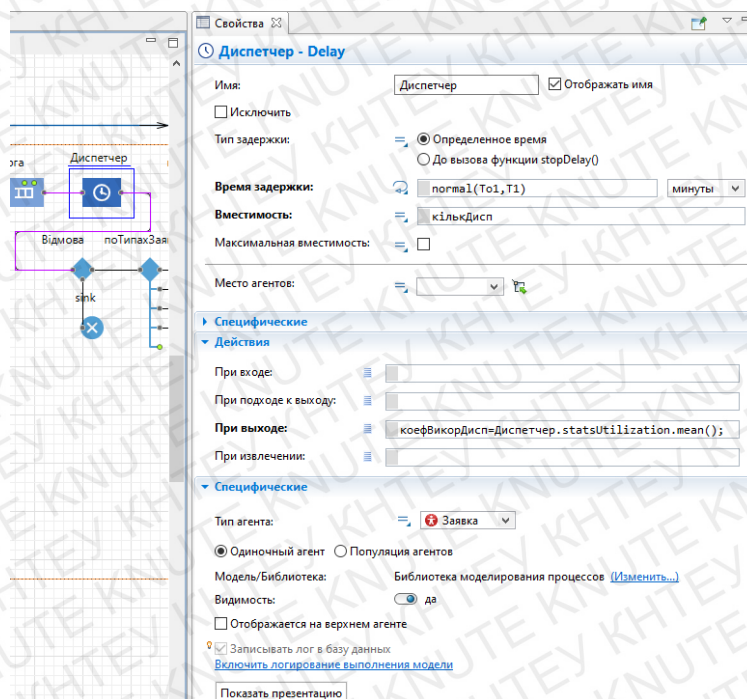 Свойства
Диспетчер - Delay
Имя: Диспетчер Отображать имя
Исключить
Тип задержки: Определенное время
До вызова функции stopDelay()
Время задержки: normal(To1,T1) минуты
Вместимость: кількДисп
Максимальная вместимость:
Место агентов:
Специфические
Действия
При входе:
При подходе к выходу:
При выходе: коефВикорДисп=Диспетчер.statsUtilization.mean();
При извлечении:
Специфические
Тип агента: Заявка
Одиночный агент Популяция агентов
Модель/Библиотека: Библиотека моделирования процессов (Изменить...)
Видимость: да
Отображается на верхнем агенте
Записывать лог в базу данных
Включить логирование выполнения модели
Показать презентацию
ога Диспетчер
Відмова поТипахЗая
sink
KNUTE КНТЕУ